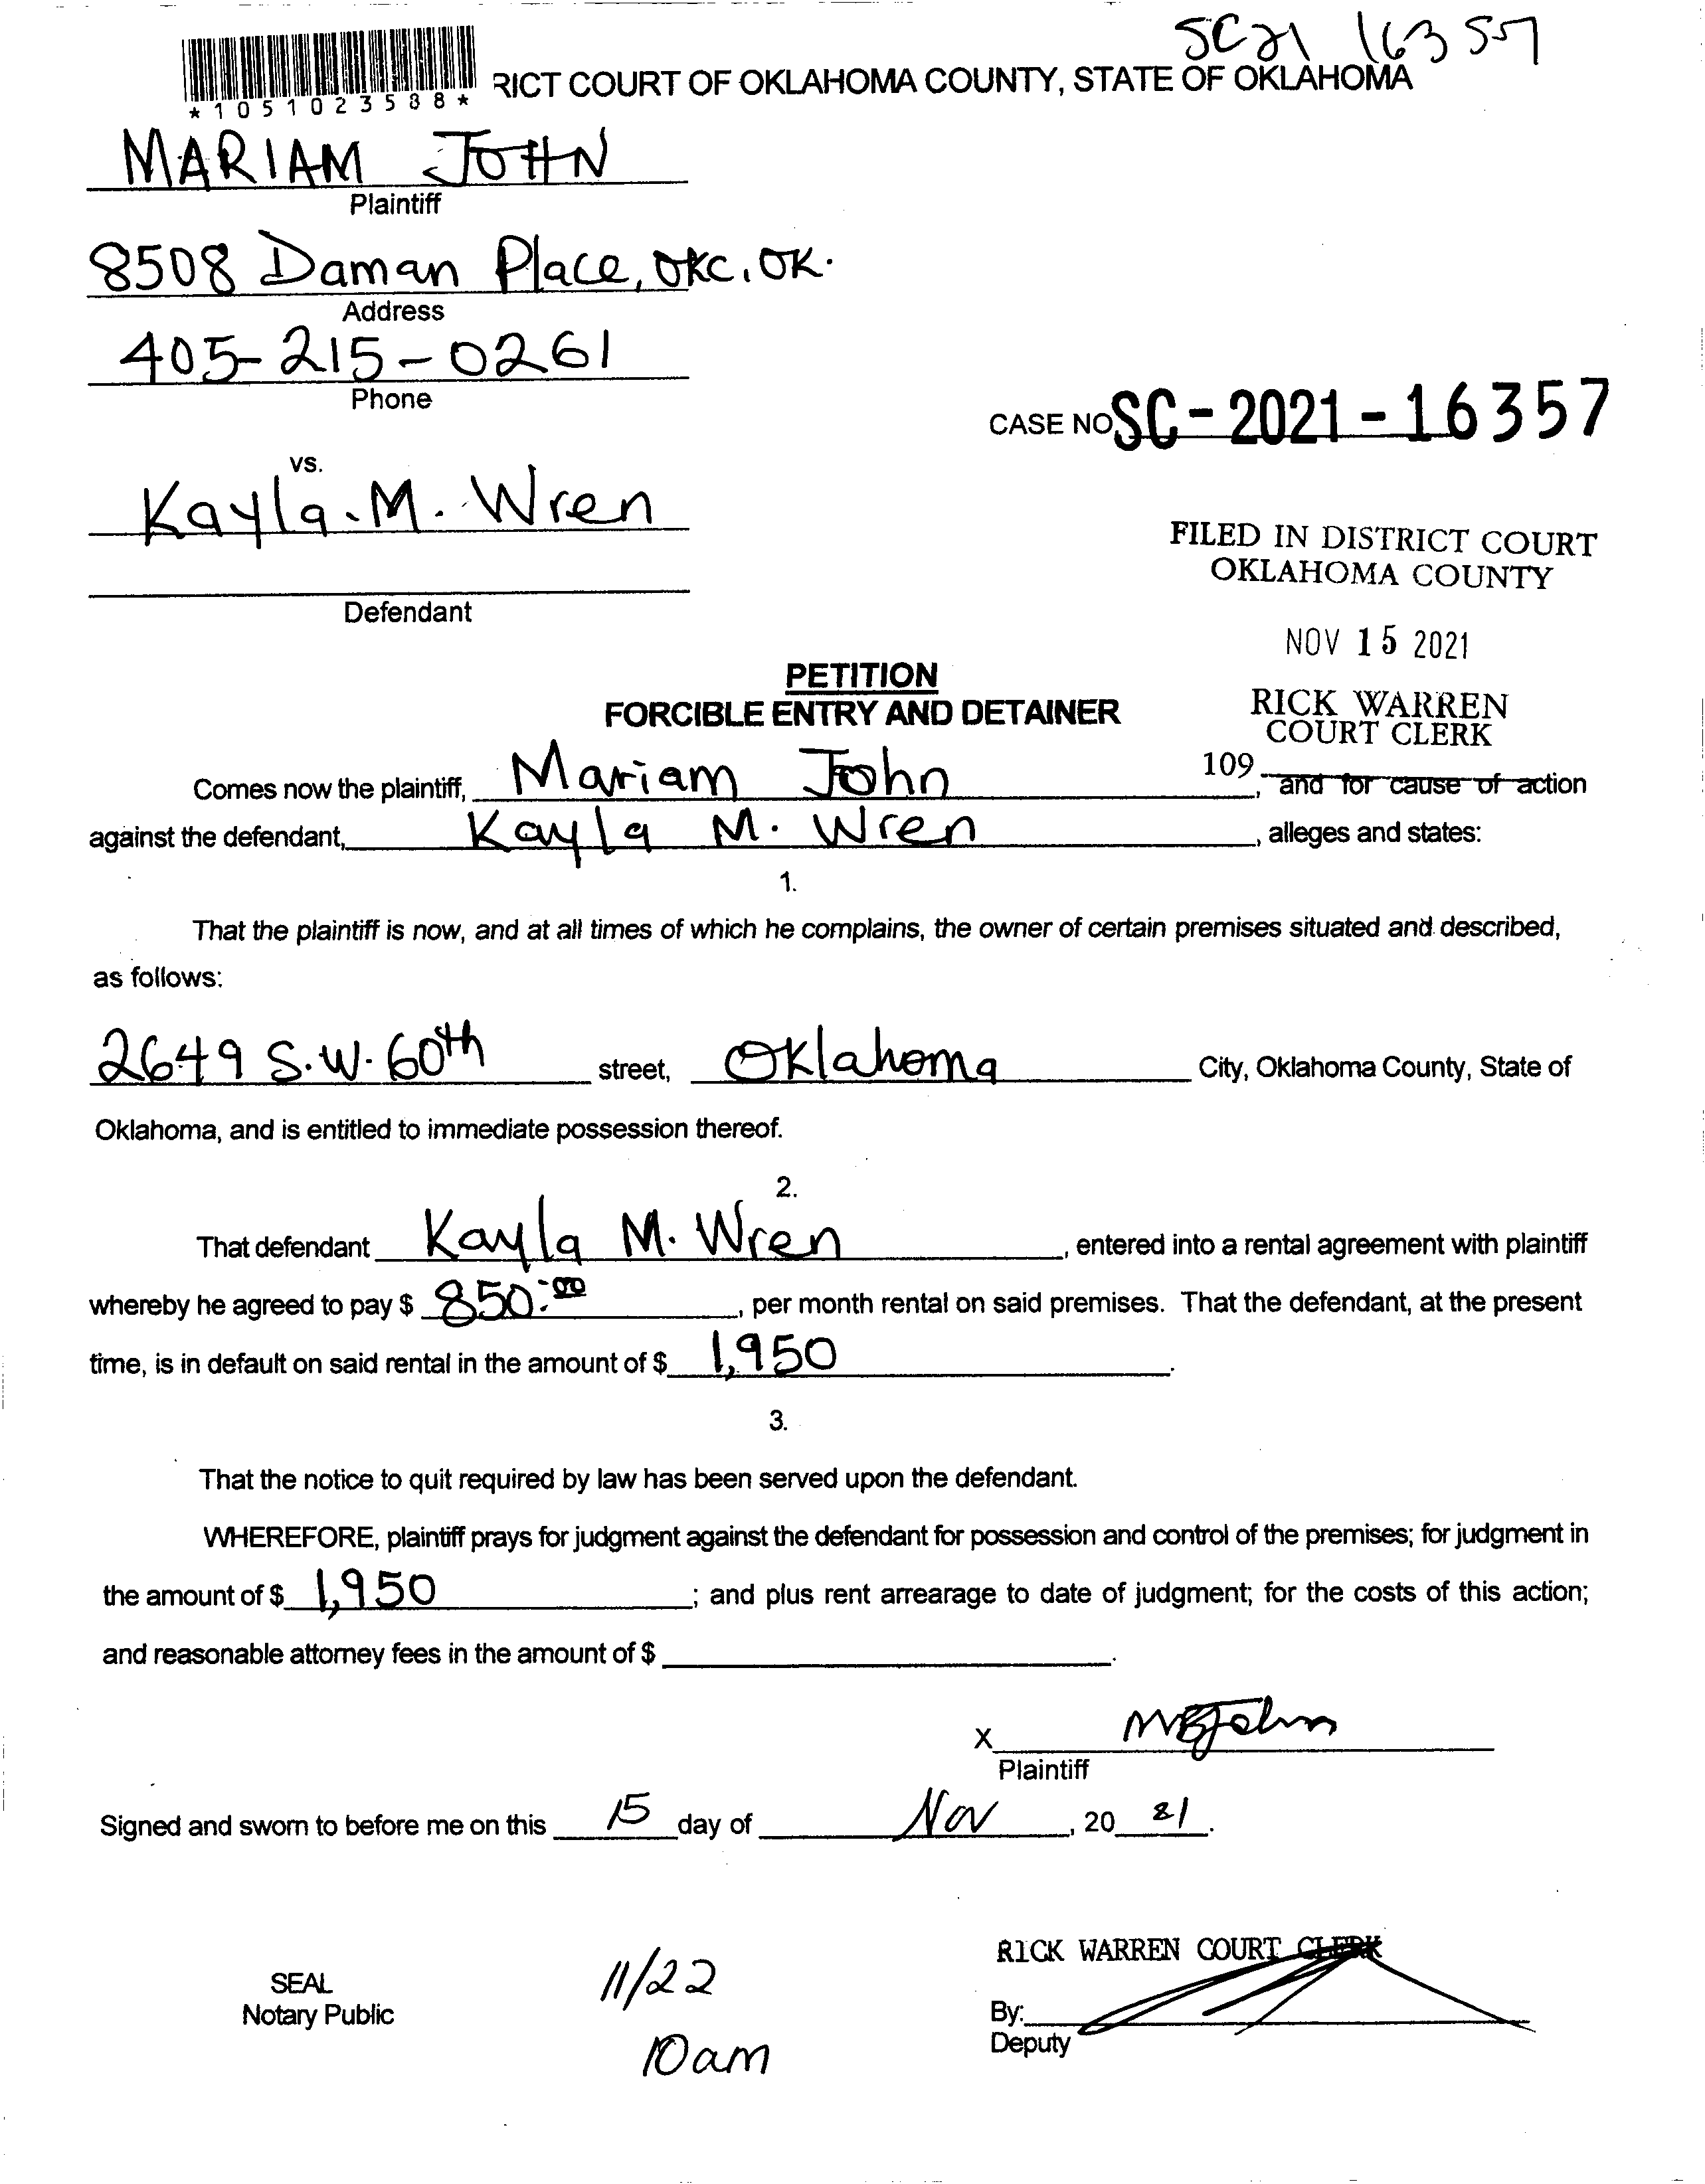 SC21 16357
*1051023588*
RICT COURT OF OKLAHOMA COUNTY, STATE OF OKLAHOMA
MARIAM JOHN
Plaintiff
8508 Daman Place, OKC, OK.
Address
405-215-0261
Phone
CASE NO SC-2021-16357
vs.
Kayla. M. Wren
Defendant
FILED IN DISTRICT COURT
OKLAHOMA COUNTY
NOV 15 2021
RICK WARREN
COURT CLERK
109
PETITION
FORCIBLE ENTRY AND DETAINER
Comes now the plaintiff, Mariam John, and for cause of action
against the defendant, Kayla M. Wren, alleges and states:
1.
That the plaintiff is now, and at all times of which he complains, the owner of certain premises situated and described,
as follows:
2649 S.W. 60th street, Oklahoma City, Oklahoma County, State of
Oklahoma, and is entitled to immediate possession thereof.
2.
That defendant Kayla M. Wren, entered into a rental agreement with plaintiff
whereby he agreed to pay $ 850.00, per month rental on said premises. That the defendant, at the present
time, is in default on said rental in the amount of $ 1,950.
3.
That the notice to quit required by law has been served upon the defendant.
WHEREFORE, plaintiff prays for judgment against the defendant for possession and control of the premises; for judgment in
the amount of $ 1,950; and plus rent arrearage to date of judgment; for the costs of this action;
and reasonable attorney fees in the amount of $ .
X
Plaintiff
Signed and sworn to before me on this 15 day of Nov, 20 21.
RICK WARREN COURT CLERK
SEAL
Notary Public
11/22
10am
By:
Deputy